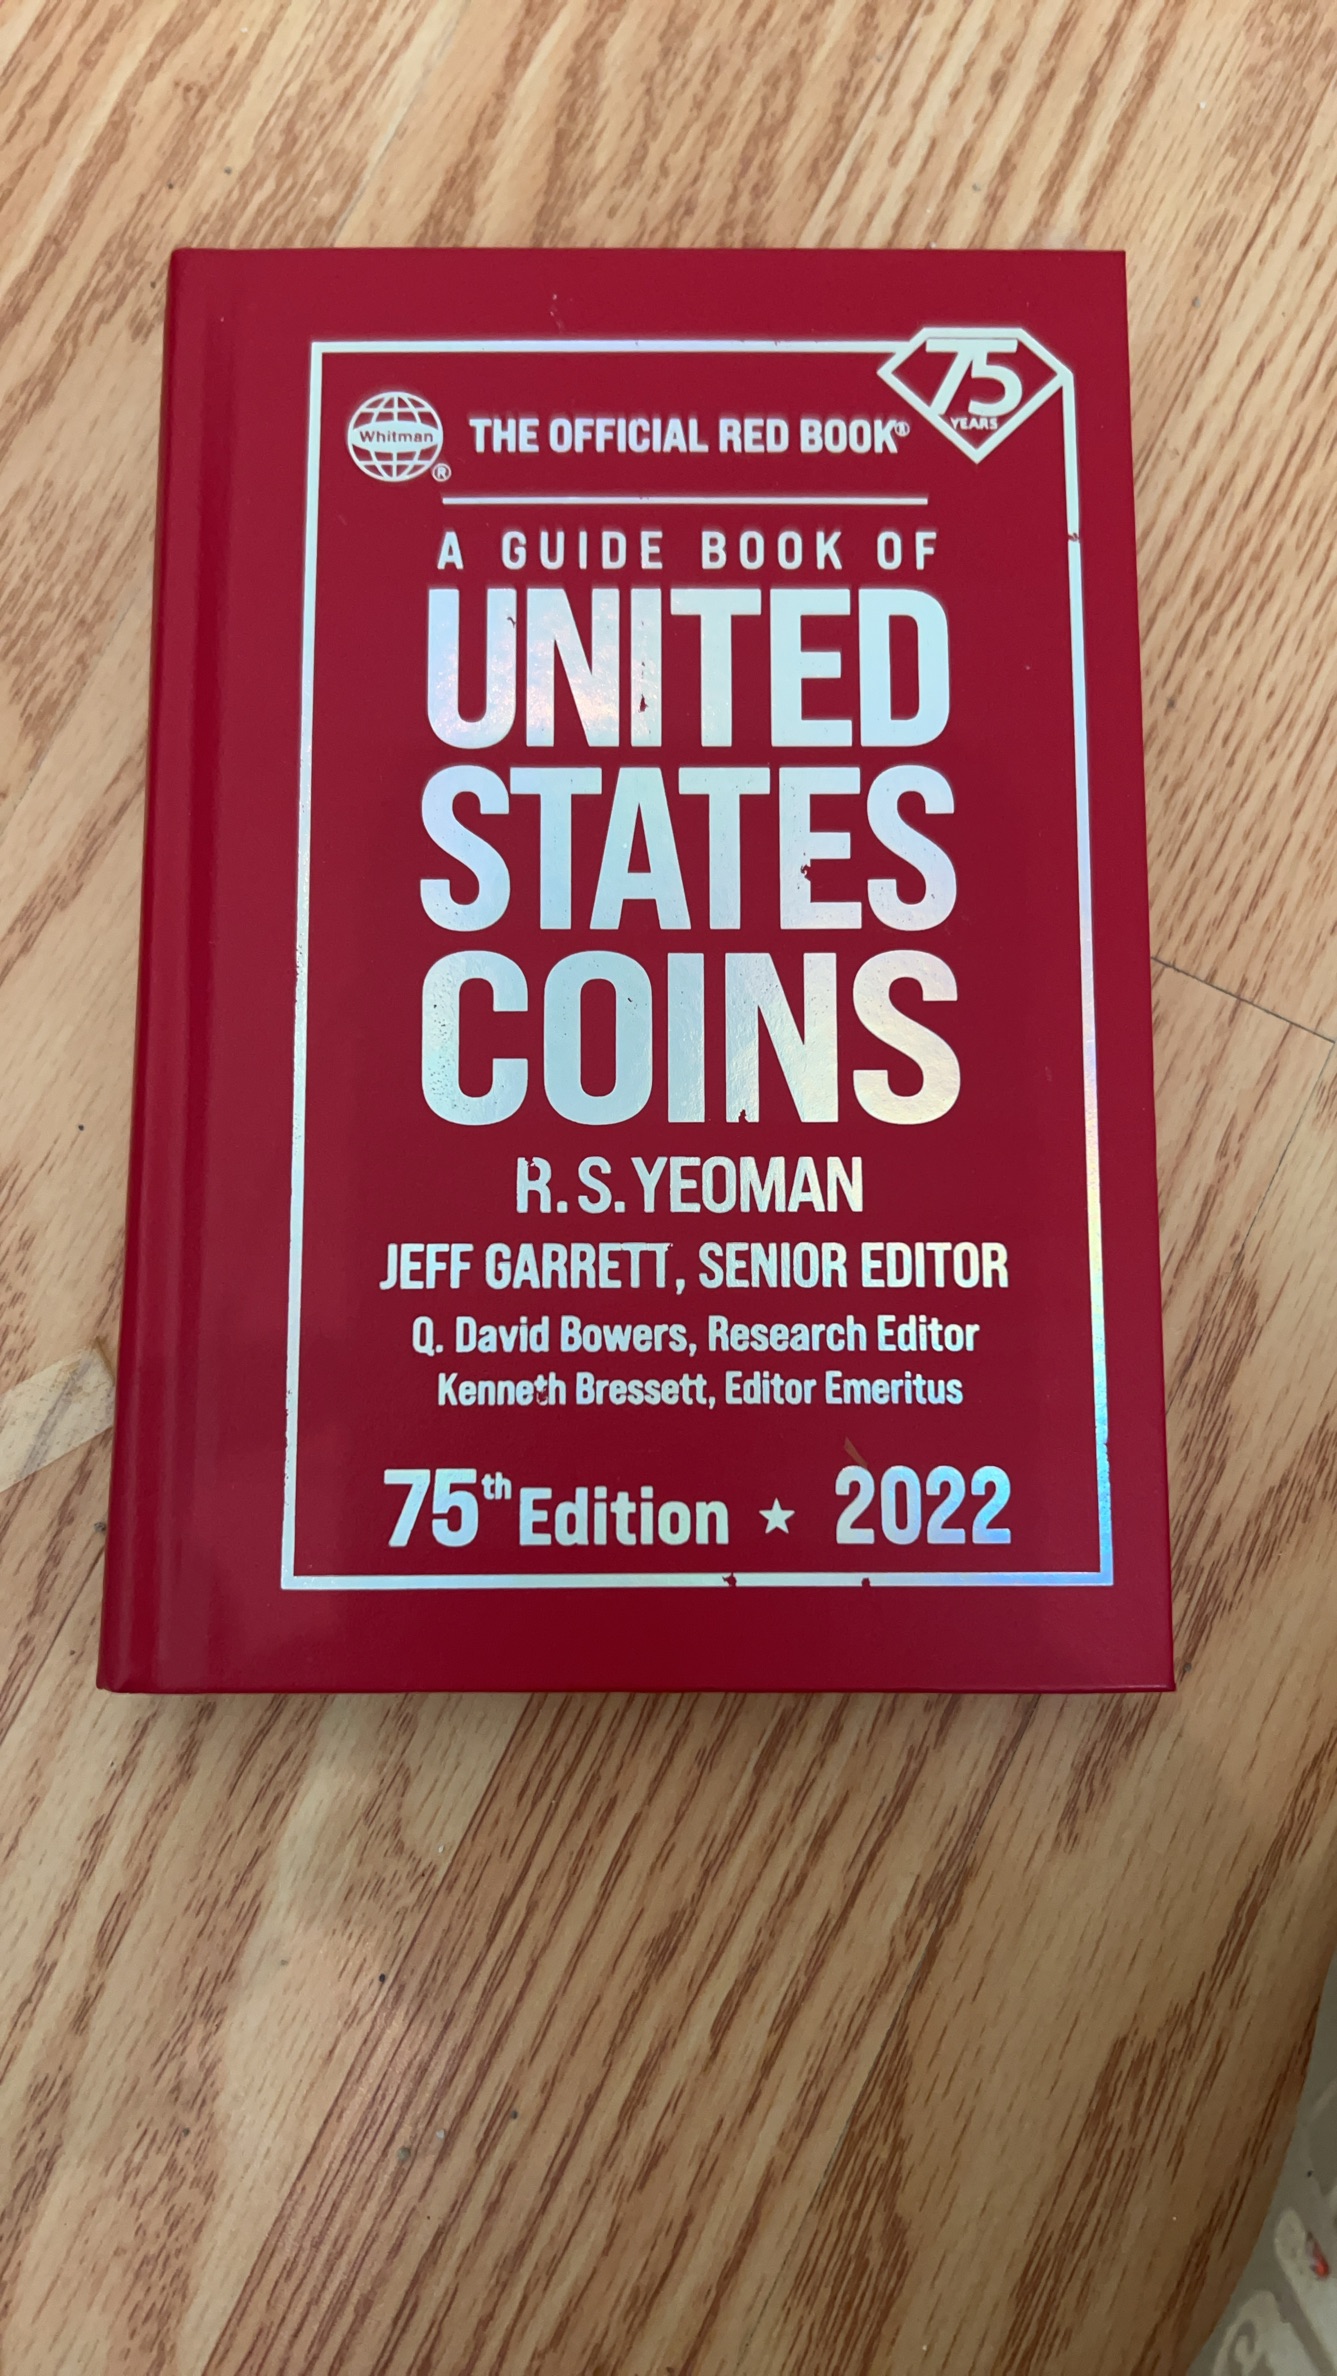 75
YEARS
Whitman®
THE OFFICIAL RED BOOK®
A GUIDE BOOK OF
UNITED
STATES
COINS
R. S. YEOMAN
JEFF GARRETT, SENIOR EDITOR
Q. David Bowers, Research Editor
Kenneth Bressett, Editor Emeritus
75th Edition ★ 2022